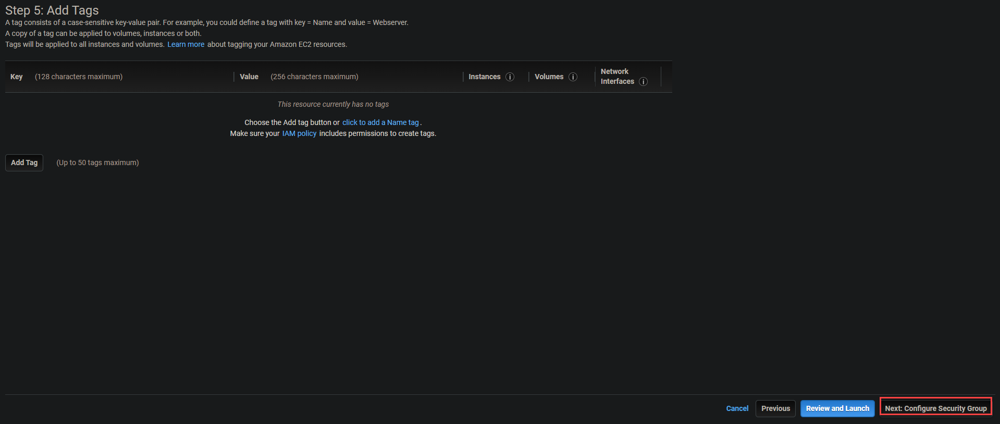 Step 5: Add Tags
A tag consists of a case-sensitive key-value pair. For example, you could define a tag with key = Name and value = Webserver.
A copy of a tag can be applied to volumes, instances or both.
Tags will be applied to all instances and volumes. Learn more about tagging your Amazon EC2 resources.
Key (128 characters maximum) Value (256 characters maximum) Instances i Volumes i Network
Interfaces i
This resource currently has no tags
Choose the Add tag button or click to add a Name tag.
Make sure your IAM policy includes permissions to create tags.
Add Tag (Up to 50 tags maximum)
Cancel Previous Review and Launch Next: Configure Security Group